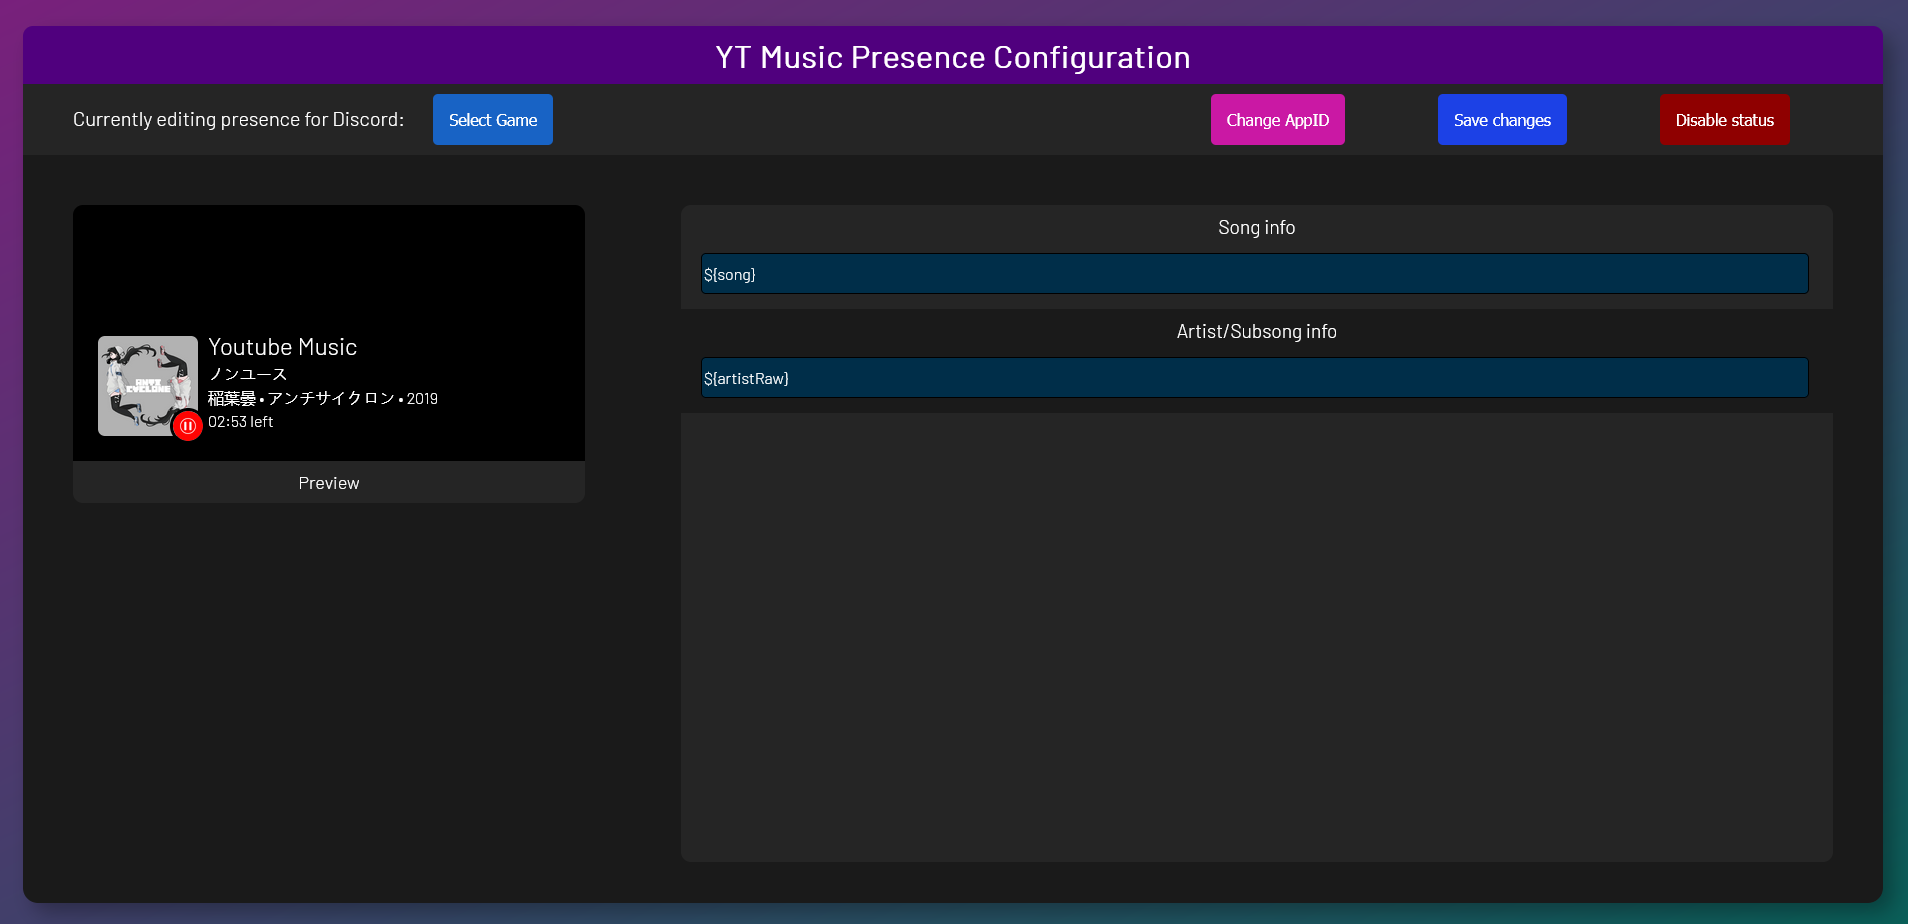 YT Music Presence Configuration
Currently editing presence for Discord:
Select Game
Change AppID
Save changes
Disable status
Youtube Music
ノンユース
稲葉曇 • アンチサイクロン • 2019
02:53 left
ANTI
CYCLONE
Preview
Song info
${song}
Artist/Subsong info
${artistRaw}